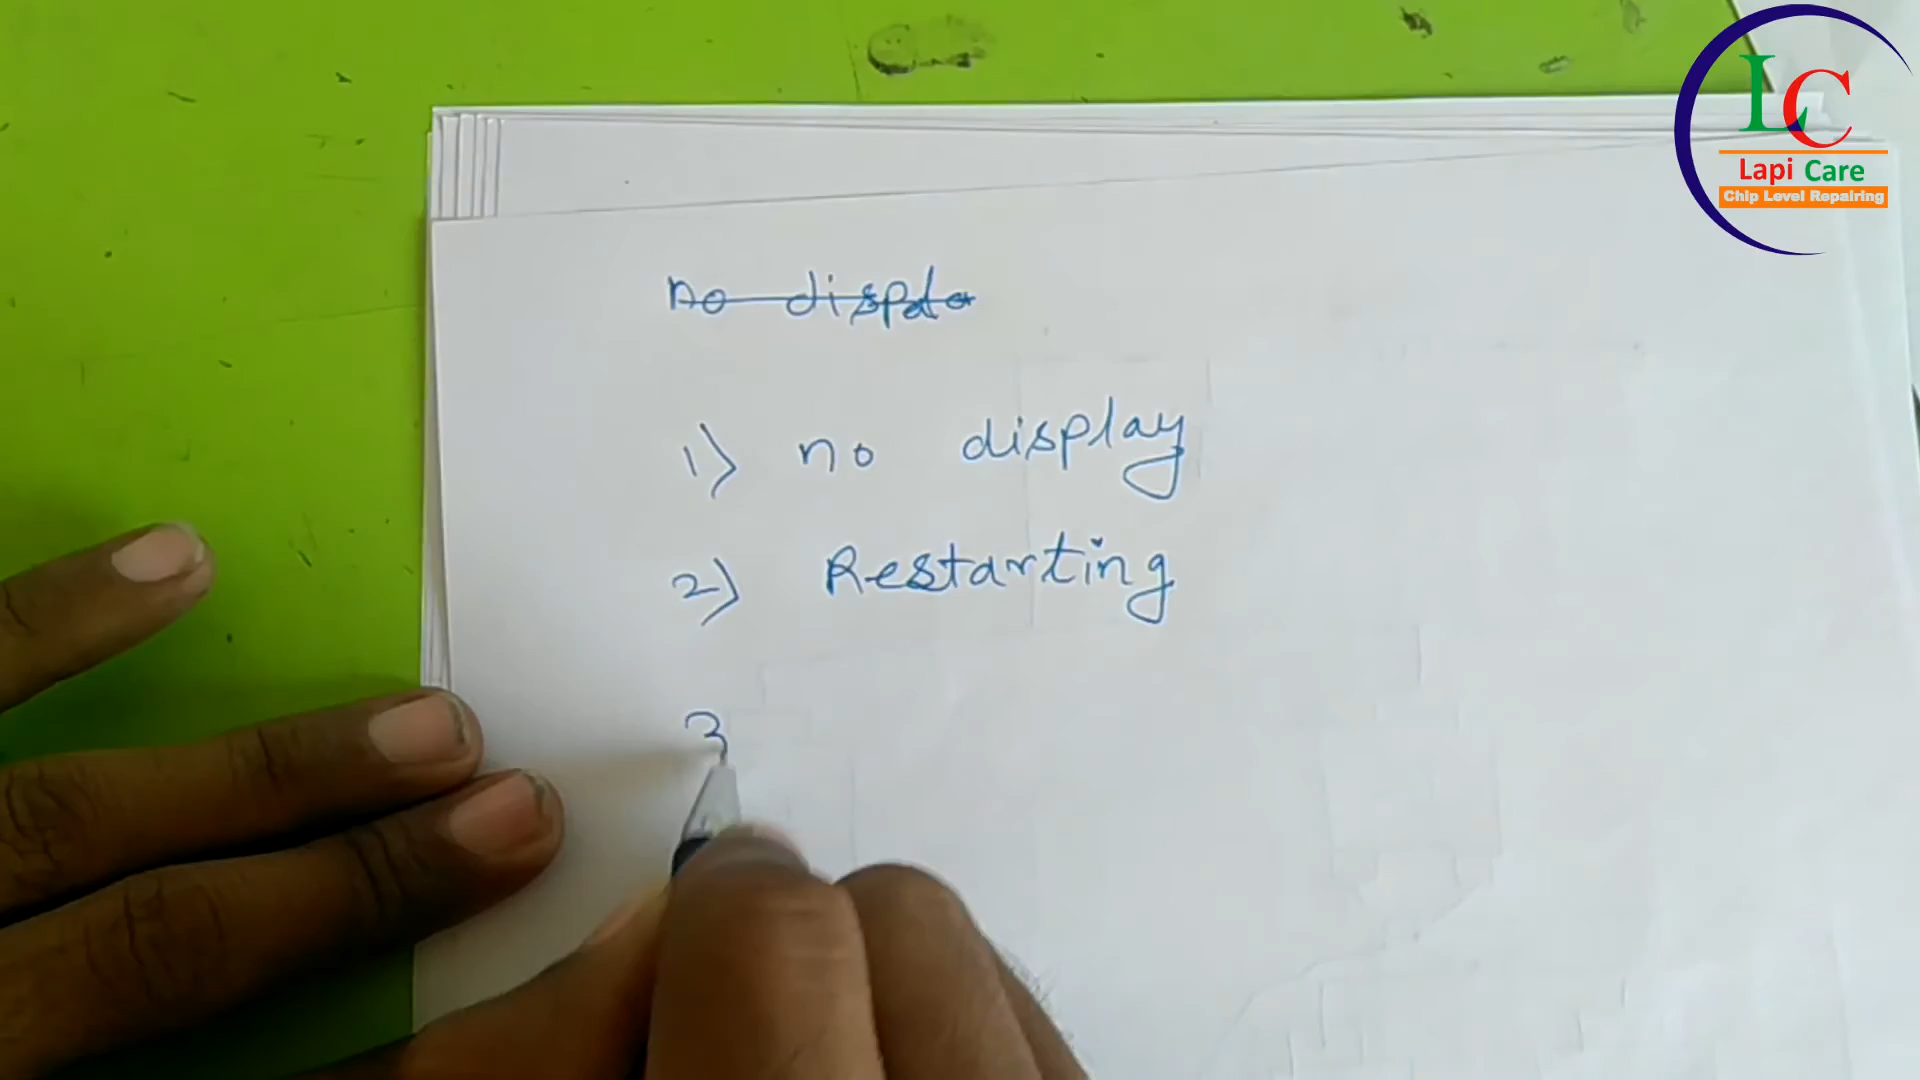 LC
Lapi Care
Chip Level Repairing
no displa
1) no display
2) Restarting
3